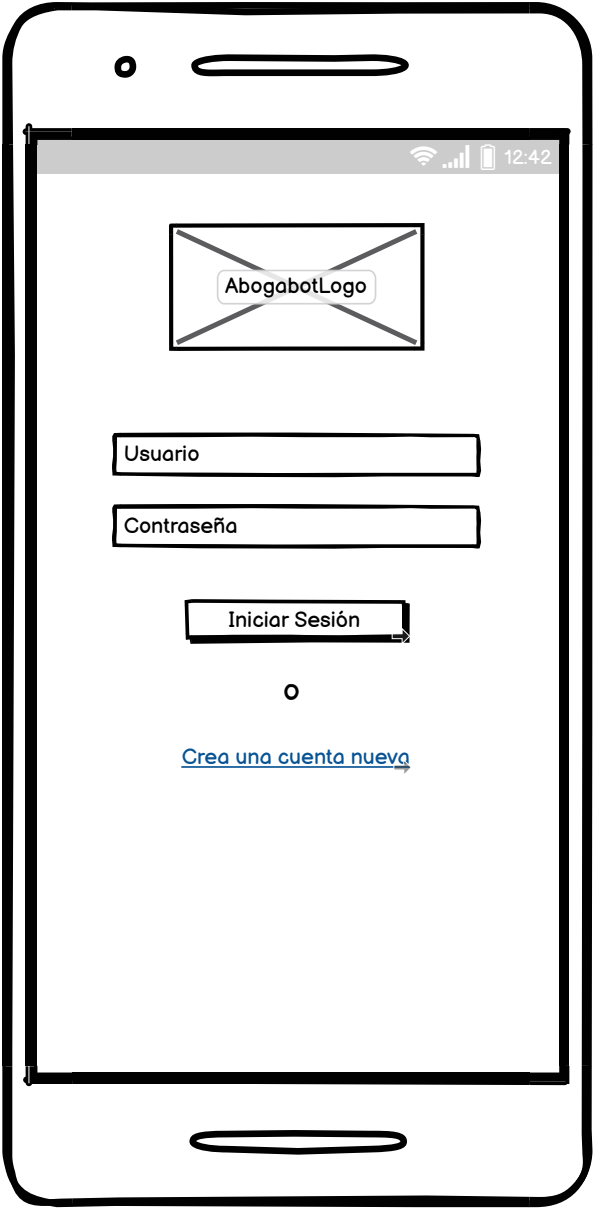 12:42
AbogabotLogo
Usuario
Contraseña
Iniciar Sesión
O
Crea una cuenta nueva